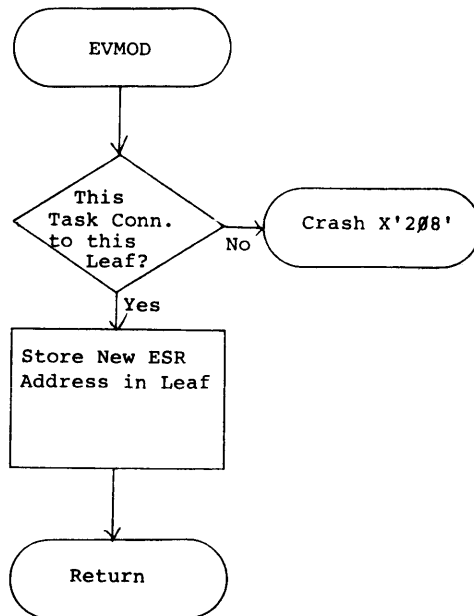 EVMOD
This
Task Conn.
to this
Leaf?
No
Crash X'2Ø8'
Yes
Store New ESR
Address in Leaf
Return